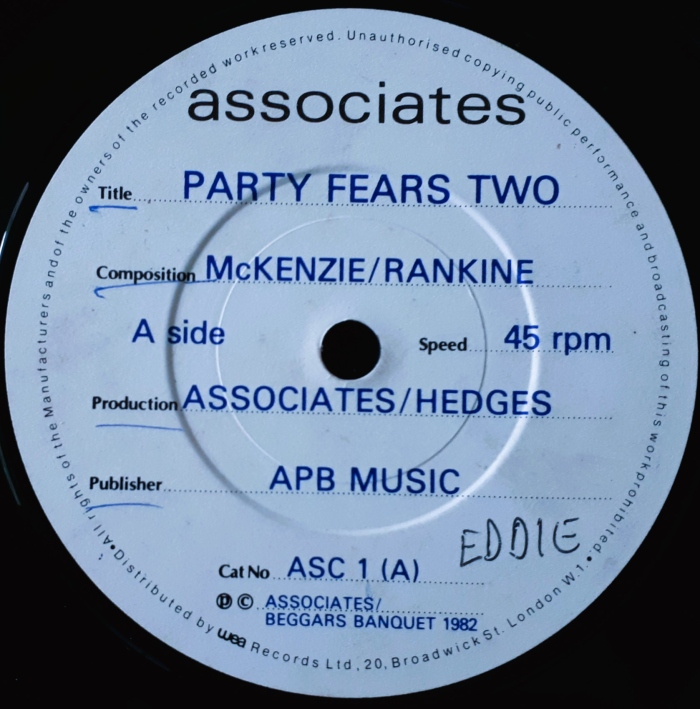 associates
Title PARTY FEARS TWO
Composition McKENZIE/RANKINE
A side Speed 45 rpm
Production ASSOCIATES/HEDGES
Publisher APB MUSIC
EDDIE
Cat No ASC 1 (A)
℗ © ASSOCIATES/
BEGGARS BANQUET 1982
•All rights of the Manufacturers and of the owners of the recorded work reserved. Unauthorised copying public performance and broadcasting of this work prohibited.•
Distributed by wea Records Ltd, 20, Broadwick St. London W.1.